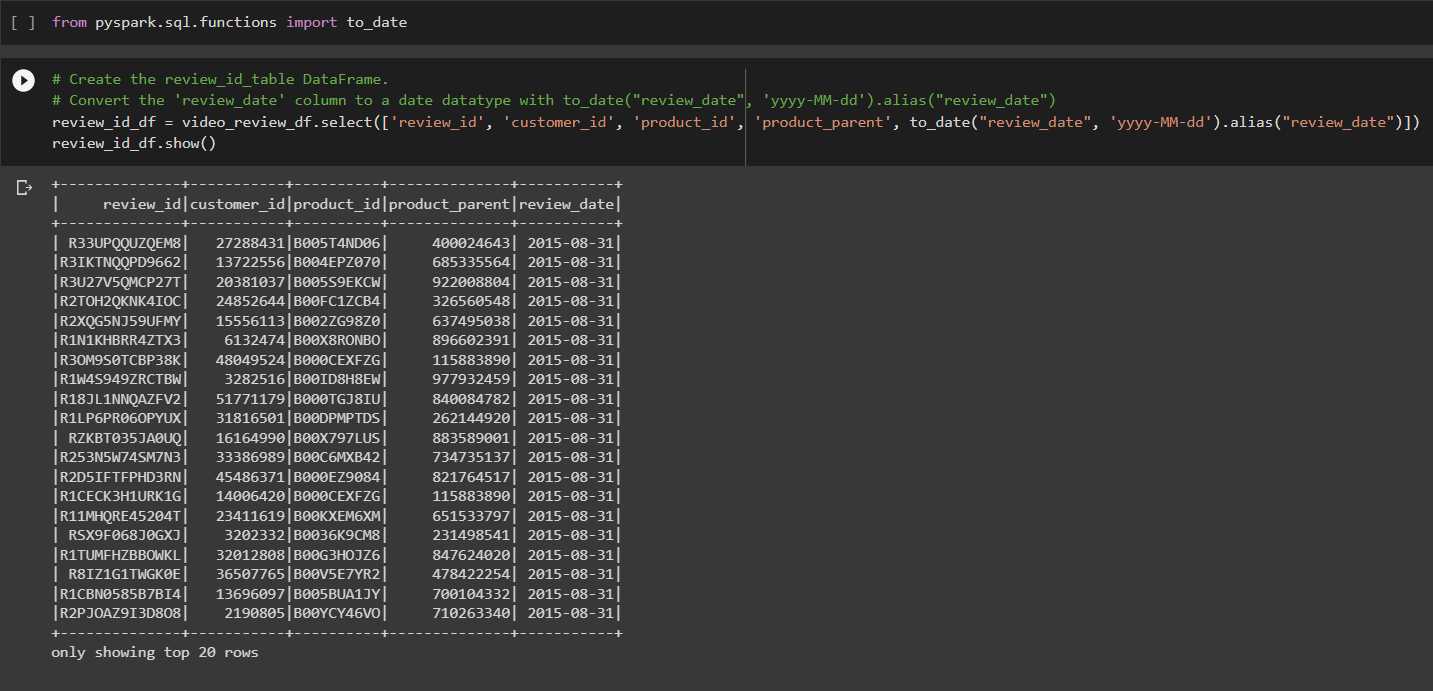 [ ] from pyspark.sql.functions import to_date
# Create the review_id_table DataFrame.
# Convert the 'review_date' column to a date datatype with to_date("review_date", 'yyyy-MM-dd').alias("review_date")
review_id_df = video_review_df.select(['review_id', 'customer_id', 'product_id', 'product_parent', to_date("review_date", 'yyyy-MM-dd').alias("review_date")])
review_id_df.show()
+--------------+-----------+----------+--------------+-----------+
|     review_id|customer_id|product_id|product_parent|review_date|
+--------------+-----------+----------+--------------+-----------+
| R33UPQQUZQEM8|   27288431|B005T4ND06|     400024643| 2015-08-31|
|R3IKTNQQPD9662|   13722556|B004EPZ070|     685335564| 2015-08-31|
|R3U27V5QMCP27T|   20381037|B005S9EKCW|     922008804| 2015-08-31|
|R2TOH2QKNK4IOC|   24852644|B00FC1ZCB4|     326560548| 2015-08-31|
|R2XQG5NJ59UFMY|   15556113|B002ZG98Z0|     637495038| 2015-08-31|
|R1N1KHBRR4ZTX3|    6132474|B00X8RONBO|     896602391| 2015-08-31|
|R3OM9S0TCBP38K|   48049524|B000CEXFZG|     115883890| 2015-08-31|
|R1W4S949ZRCTBW|    3282516|B00ID8H8EW|     977932459| 2015-08-31|
|R18JL1NNQAZFV2|   51771179|B000TGJ8IU|     840084782| 2015-08-31|
|R1LP6PR06OPYUX|   31816501|B00DPMPTDS|     262144920| 2015-08-31|
| RZKBT035JA0UQ|   16164990|B00X797LUS|     883589001| 2015-08-31|
|R253N5W74SM7N3|   33386989|B00C6MXB42|     734735137| 2015-08-31|
|R2D5IFTFPHD3RN|   45486371|B000EZ9084|     821764517| 2015-08-31|
|R1CECK3H1URK1G|   14006420|B000CEXFZG|     115883890| 2015-08-31|
|R11MHQRE45204T|   23411619|B00KXEM6XM|     651533797| 2015-08-31|
| RSX9F068J0GXJ|    3202332|B0036K9CM8|     231498541| 2015-08-31|
|R1TUMFHZBBOWKL|   32012808|B00G3HOJZ6|     847624020| 2015-08-31|
| R8IZ1G1TWGK0E|   36507765|B00V5E7YR2|     478422254| 2015-08-31|
|R1CBN0585B7BI4|   13696097|B005BUA1JY|     700104332| 2015-08-31|
|R2PJOAZ9I3D8O8|    2190805|B00YCY46VO|     710263340| 2015-08-31|
+--------------+-----------+----------+--------------+-----------+
only showing top 20 rows